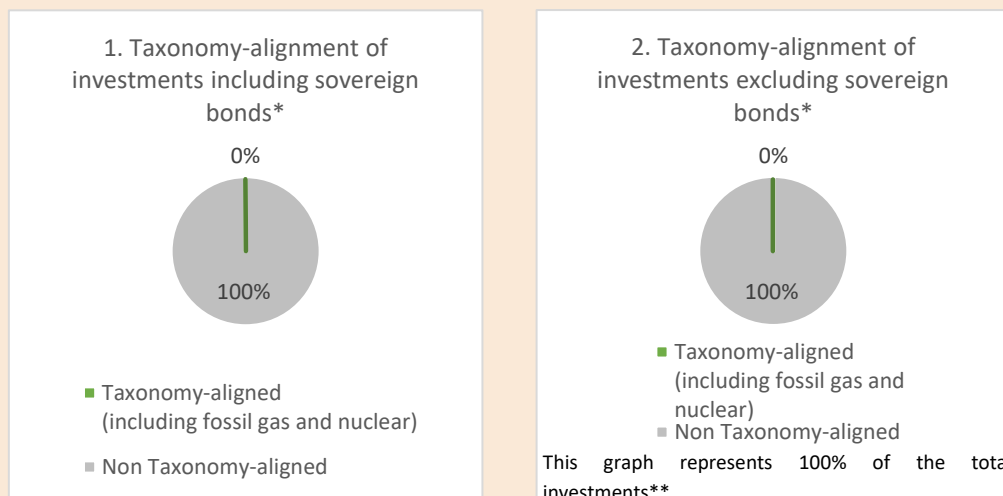 1. Taxonomy-alignment of
investments including sovereign
bonds*
0%
100%
Taxonomy-aligned
(including fossil gas and nuclear)
Non Taxonomy-aligned
2. Taxonomy-alignment of
investments excluding sovereign
bonds*
0%
100%
Taxonomy-aligned
(including fossil gas and
nuclear)
Non Taxonomy-aligned
This graph represents 100% of the tota
investments**